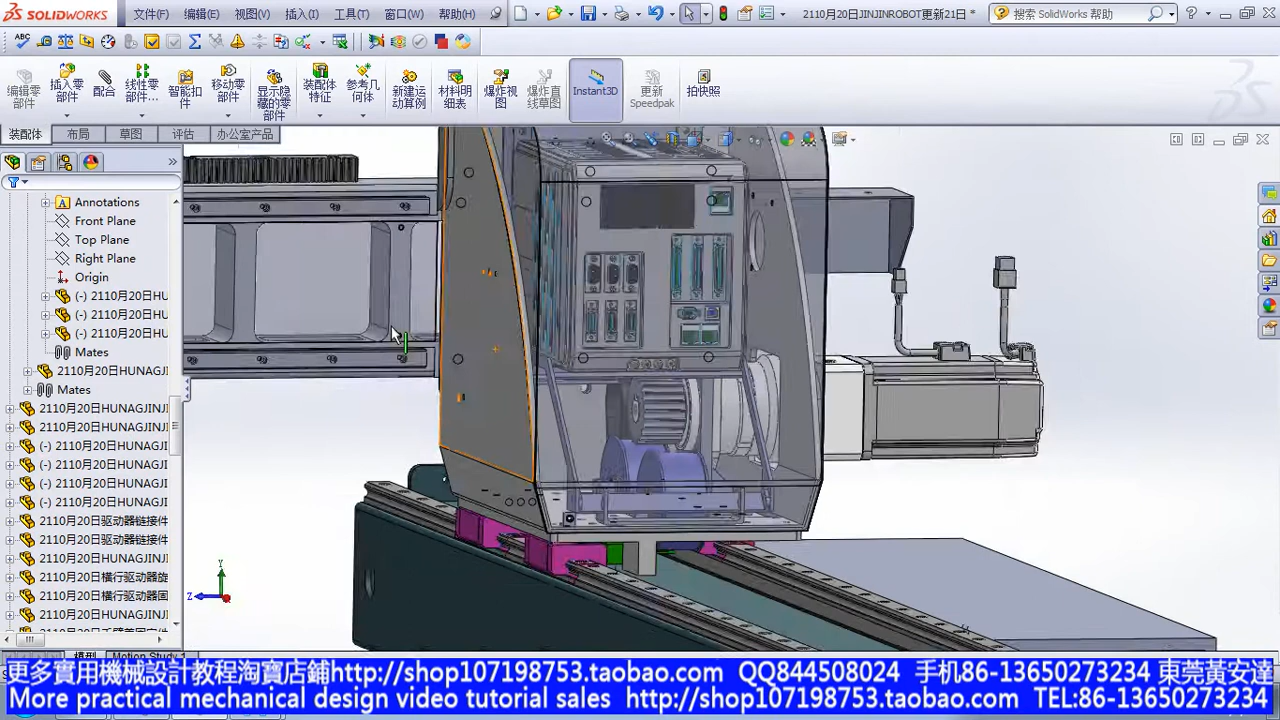 SOLIDWORKS 文件(F) 编辑(E) 视图(V) 插入(I) 工具(T) 窗口(W) 帮助(H) 2110月20日JINJINROBOT更新21日 * 搜索 SolidWorks 帮助
编辑零部件 插入零部件 配合 线性零部件... 智能扣件 移动零部件 显示隐藏的零部件 装配体特征 参考几何体 新建运动算例 材料明细表 爆炸视图 爆炸直线草图 Instant3D 更新 Speedpak 拍快照
装配体 布局 草图 评估 办公室产品
Annotations
Front Plane
Top Plane
Right Plane
Origin
(-) 2110月20日HU
(-) 2110月20日HU
(-) 2110月20日HU
Mates
2110月20日HUNAGJ
Mates
2110月20日HUNAGJINJ
2110月20日HUNAGJINJ
(-) 2110月20日HUNAGJI
(-) 2110月20日HUNAGJI
(-) 2110月20日HUNAGJI
(-) 2110月20日HUNAGJI
2110月20日驱动器链接件
2110月20日驱动器链接件
2110月20日HUNAGJINJ
2110月20日横行驱动器旋
2110月20日横行驱动器固
2110月20日HUNAGJINJ
Y
Z
模型 Motion Study 1
更多實用機械設計教程淘寶店鋪http://shop107198753.taobao.com QQ844508024 手机86-13650273234 東莞黃安達
More practical mechanical design video tutorial sales http://shop107198753.taobao.com TEL:86-13650273234